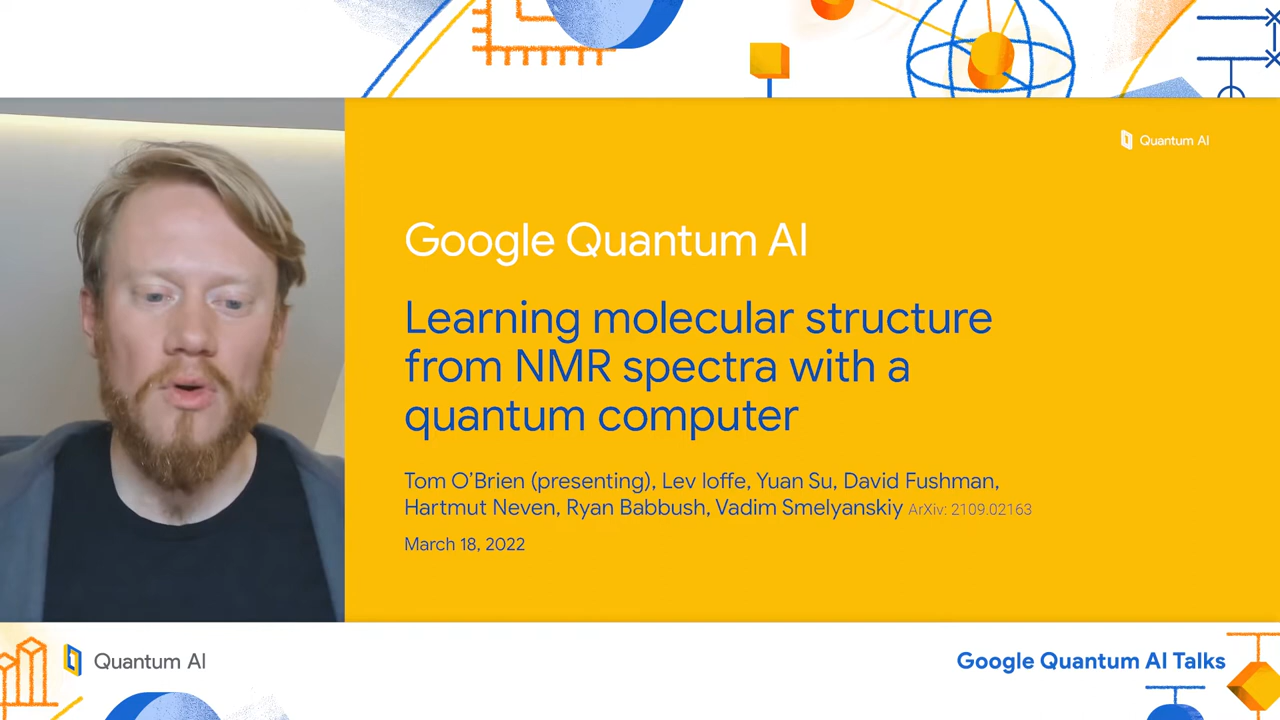 Quantum AI
Google Quantum AI
Learning molecular structure
from NMR spectra with a
quantum computer
Tom O'Brien (presenting), Lev Ioffe, Yuan Su, David Fushman,
Hartmut Neven, Ryan Babbush, Vadim Smelyanskiy ArXiv: 2109.02163
March 18, 2022
Quantum AI
Google Quantum AI Talks